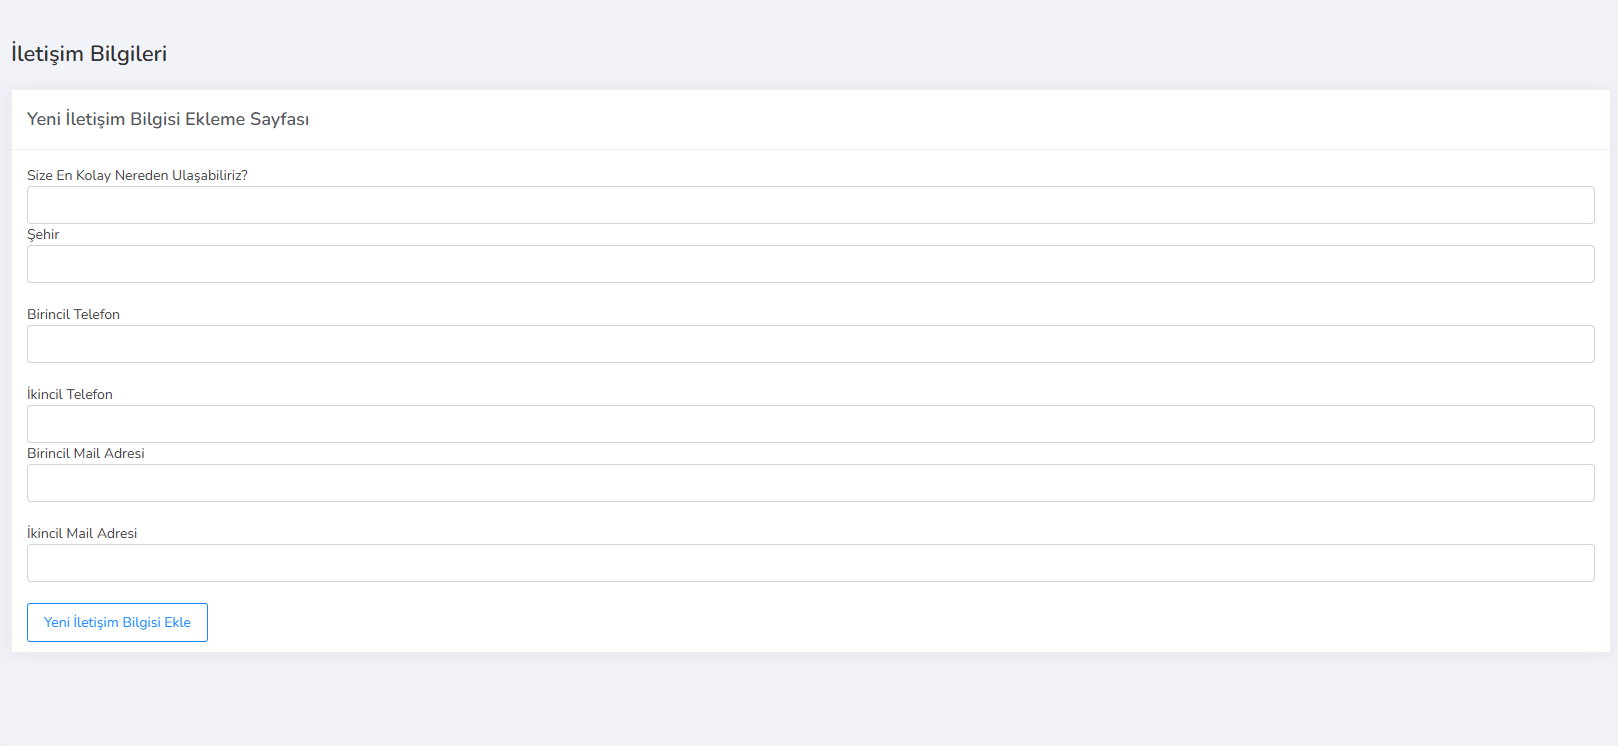 İletişim Bilgileri
Yeni İletişim Bilgisi Ekleme Sayfası
Size En Kolay Nereden Ulaşabiliriz?
Şehir
Birincil Telefon
İkincil Telefon
Birincil Mail Adresi
İkincil Mail Adresi
Yeni İletişim Bilgisi Ekle